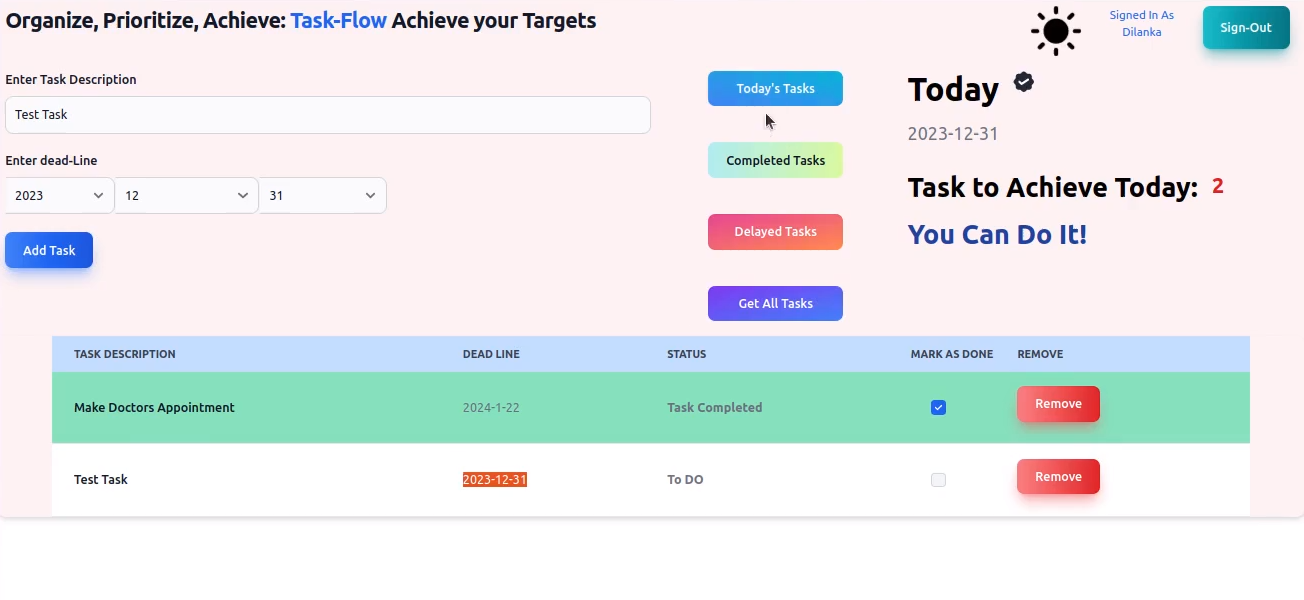 Organize, Prioritize, Achieve: Task-Flow Achieve your Targets
Signed In As
Dilanka
Sign-Out
Enter Task Description
Test Task
Enter dead-Line
2023 12 31
Add Task
Today's Tasks
Completed Tasks
Delayed Tasks
Get All Tasks
Today
2023-12-31
Task to Achieve Today: 2
You Can Do It!
TASK DESCRIPTION DEAD LINE STATUS MARK AS DONE REMOVE
Make Doctors Appointment 2024-1-22 Task Completed Remove
Test Task 2023-12-31 To DO Remove